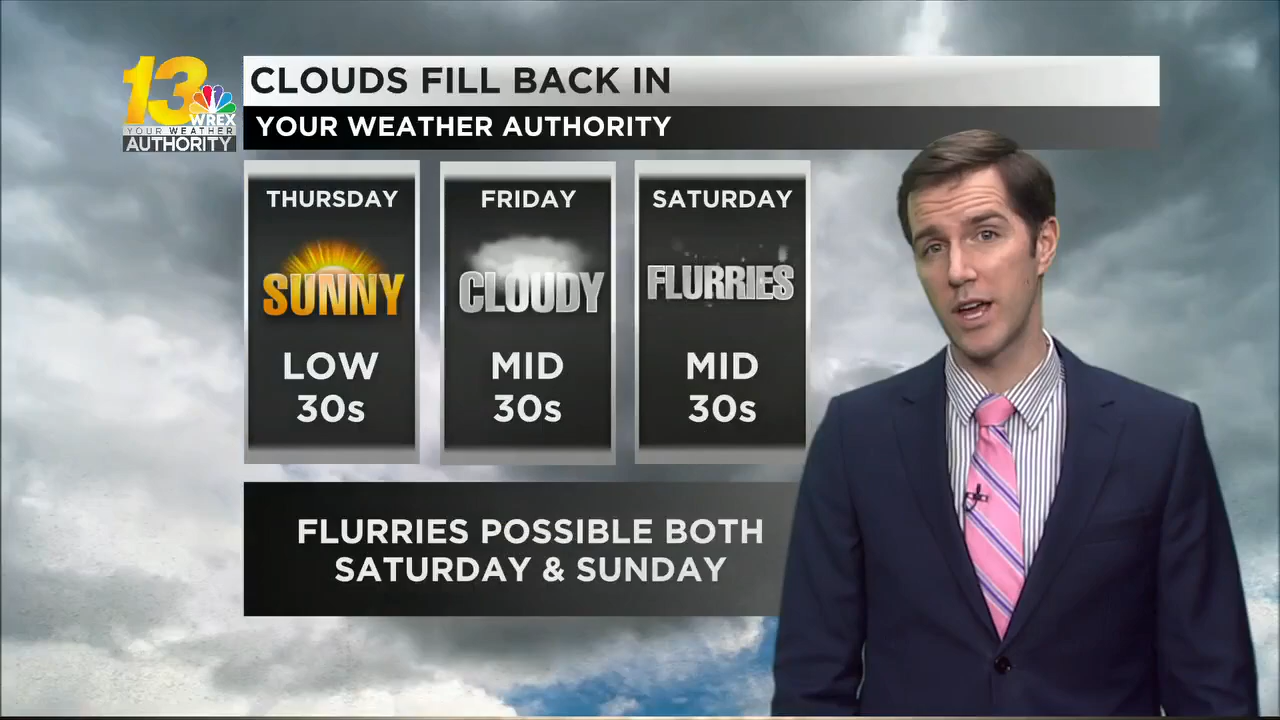 13
WREX
YOUR WEATHER
AUTHORITY
CLOUDS FILL BACK IN
YOUR WEATHER AUTHORITY
THURSDAY
SUNNY
LOW
30s
FRIDAY
CLOUDY
MID
30s
SATURDAY
FLURRIES
MID
30s
FLURRIES POSSIBLE BOTH
SATURDAY & SUNDAY